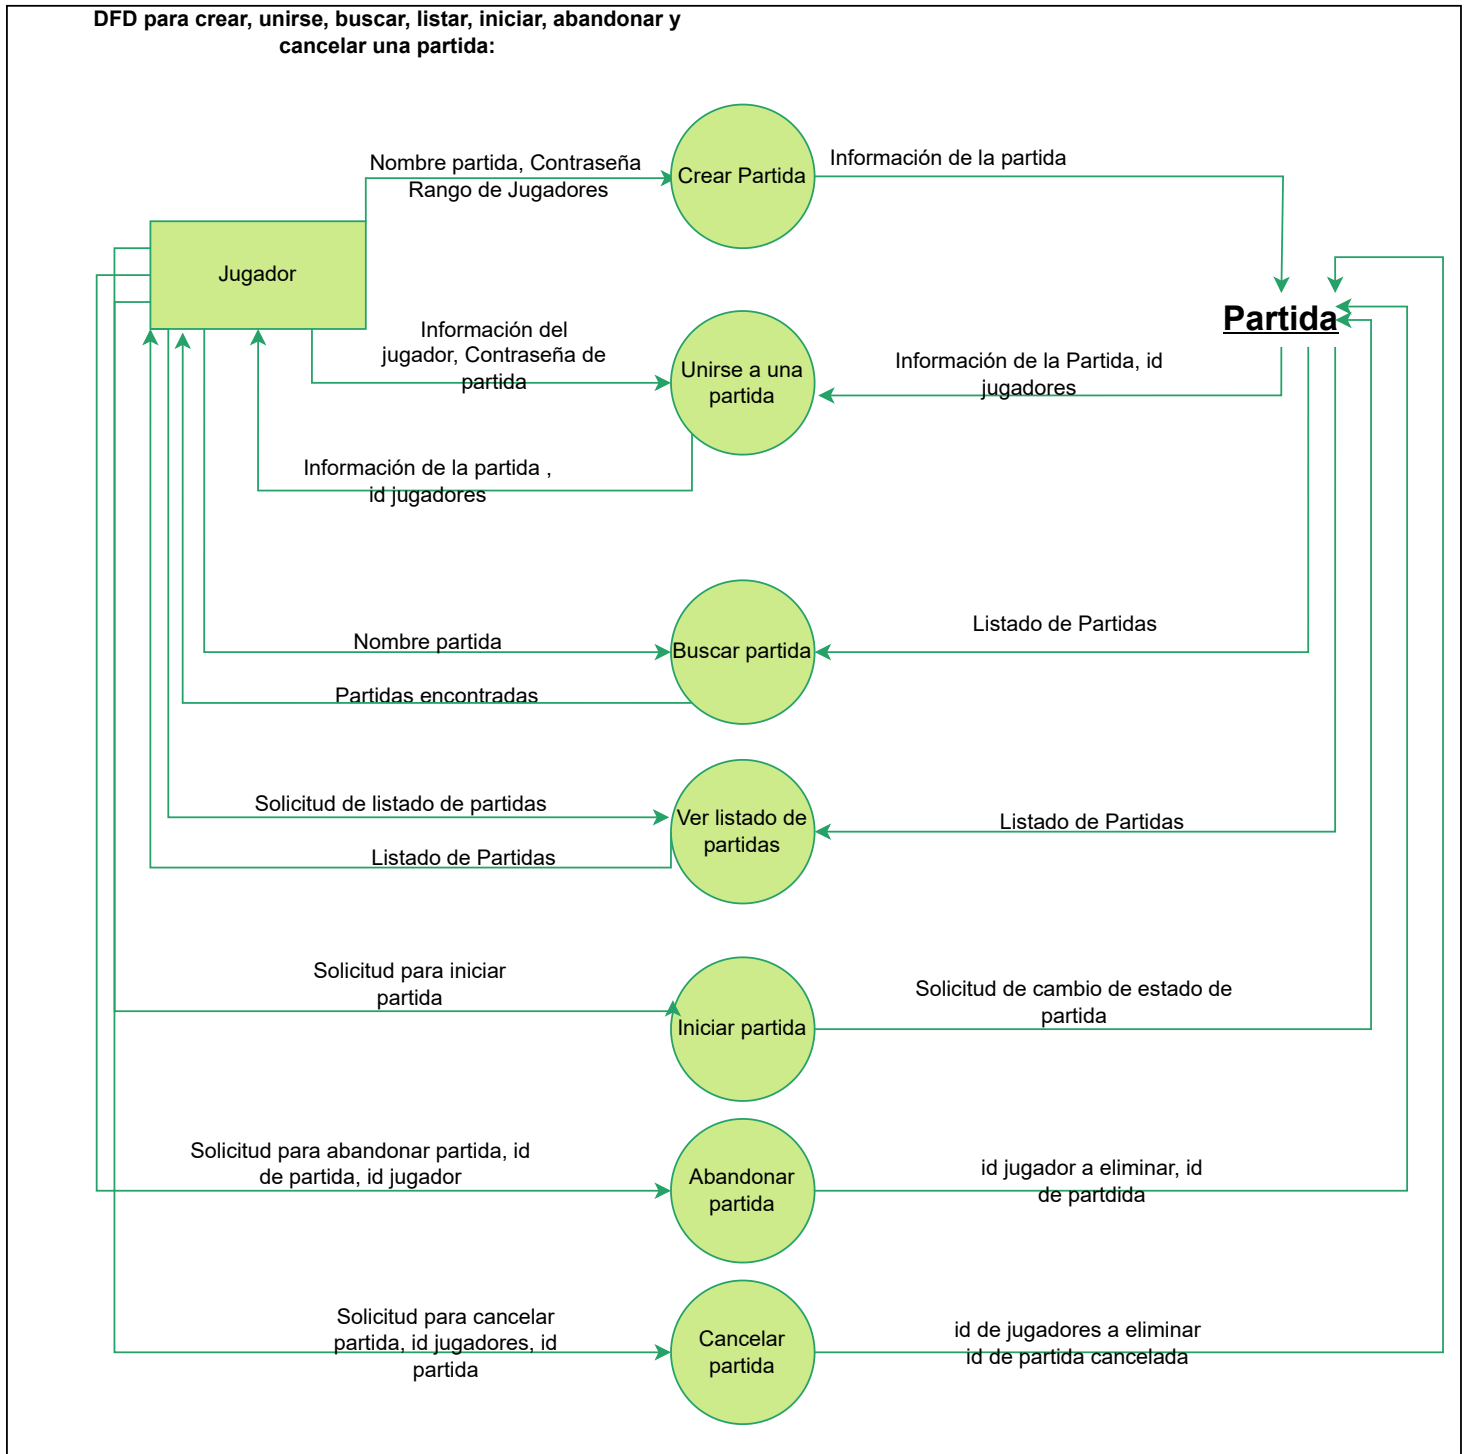 DFD para crear, unirse, buscar, listar, iniciar, abandonar y
cancelar una partida:
Nombre partida, Contraseña
Rango de Jugadores
Crear Partida
Información de la partida
Jugador
Partida
Información del
jugador, Contraseña de
partida
Unirse a una
partida
Información de la Partida, id
jugadores
Información de la partida ,
id jugadores
Nombre partida
Buscar partida
Listado de Partidas
Partidas encontradas
Solicitud de listado de partidas
Ver listado de
partidas
Listado de Partidas
Listado de Partidas
Solicitud para iniciar
partida
Iniciar partida
Solicitud de cambio de estado de
partida
Solicitud para abandonar partida, id
de partida, id jugador
Abandonar
partida
id jugador a eliminar, id
de partdida
Solicitud para cancelar
partida, id jugadores, id
partida
Cancelar
partida
id de jugadores a eliminar
id de partida cancelada